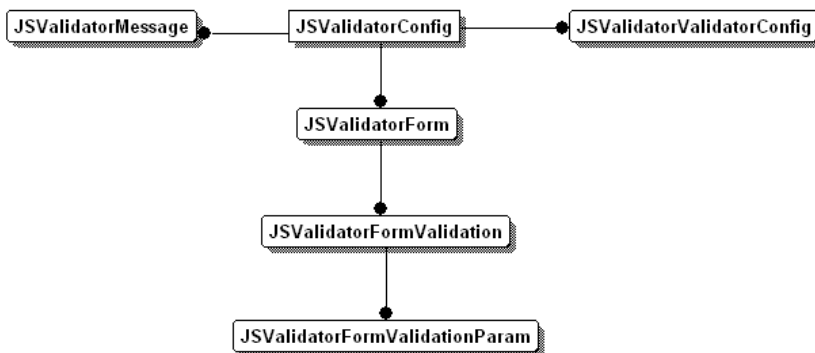 JSValidatorMessage
JSValidatorConfig
JSValidatorValidatorConfig
JSValidatorForm
JSValidatorFormValidation
JSValidatorFormValidationParam